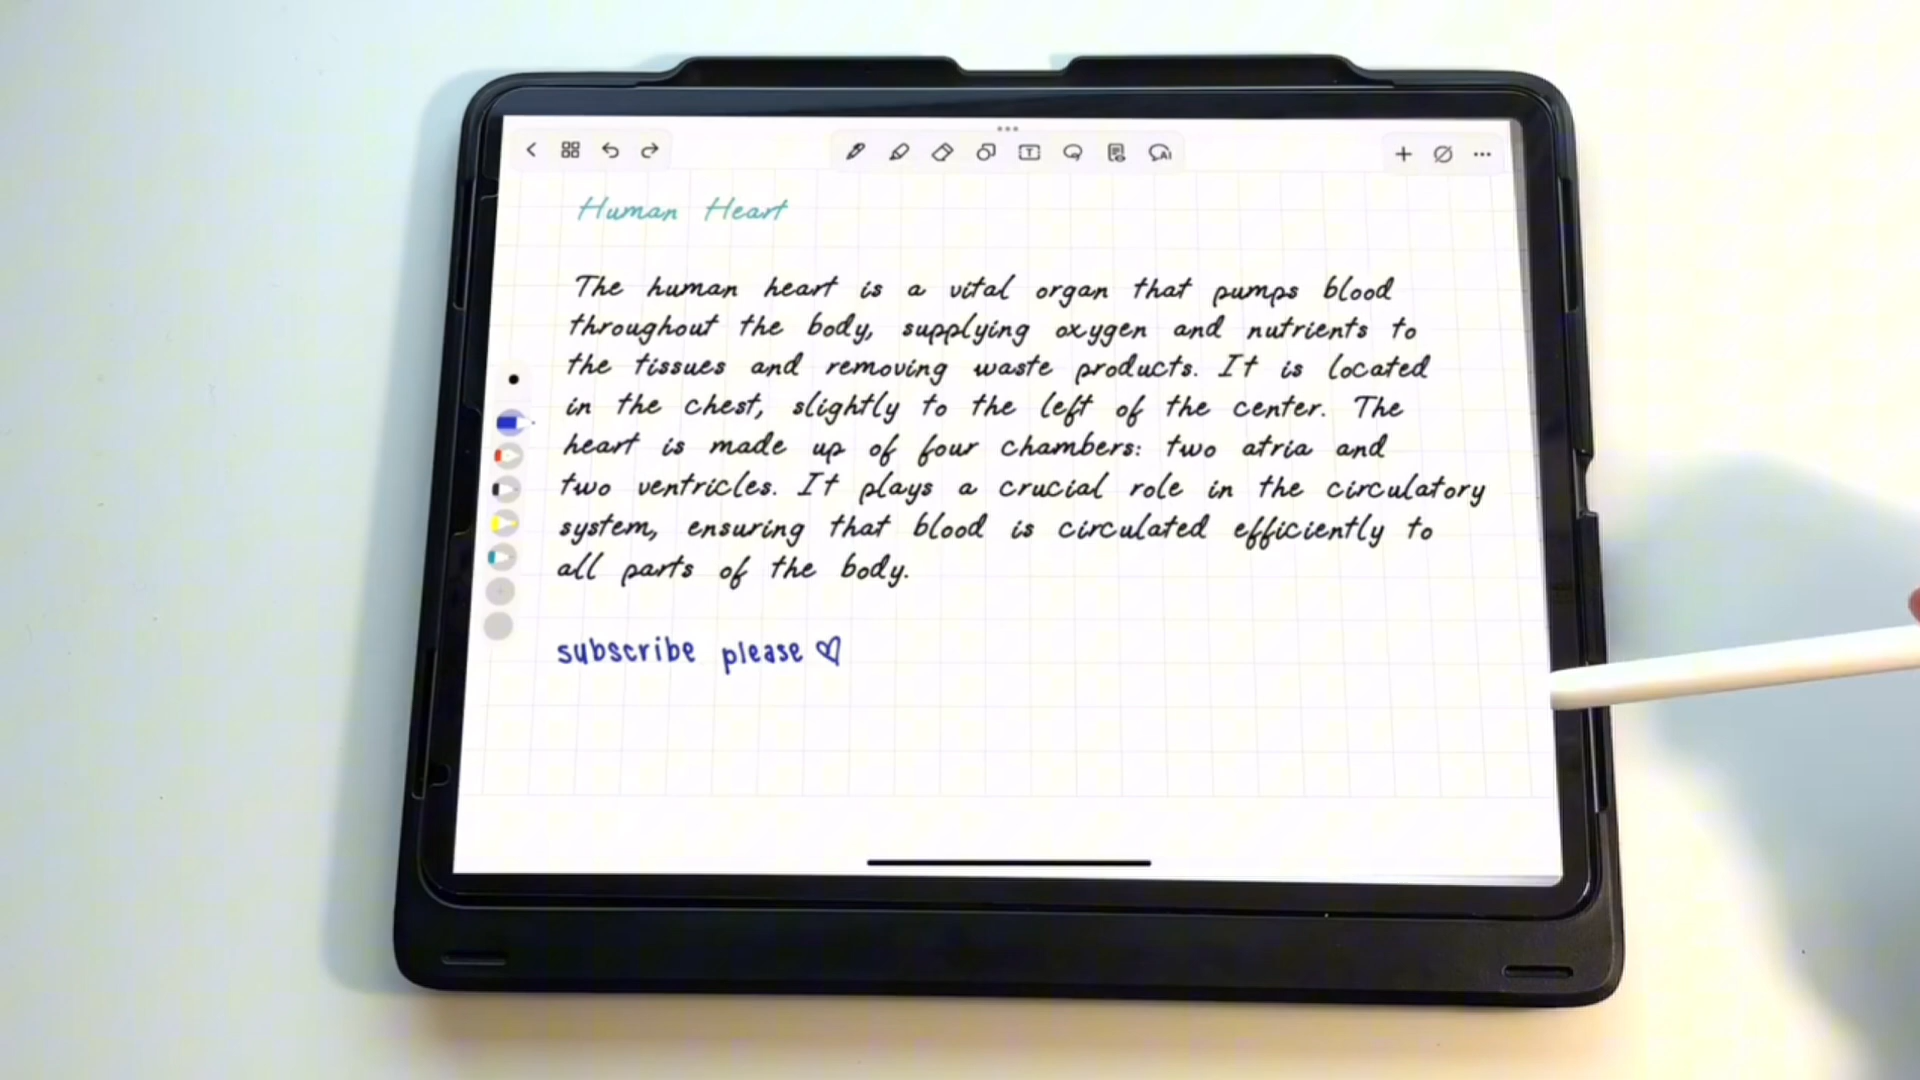 Human Heart
The human heart is a vital organ that pumps blood
throughout the body, supplying oxygen and nutrients to
the tissues and removing waste products. It is located
in the chest, slightly to the left of the center. The
heart is made up of four chambers: two atria and
two ventricles. It plays a crucial role in the circulatory
system, ensuring that blood is circulated efficiently to
all parts of the body.
subscribe please ♡